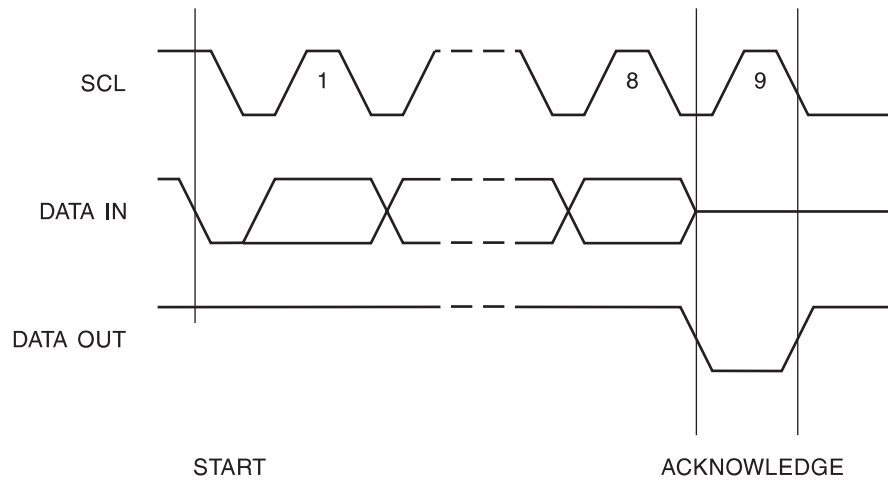 SCL
1
8
9
DATA IN
DATA OUT
START
ACKNOWLEDGE